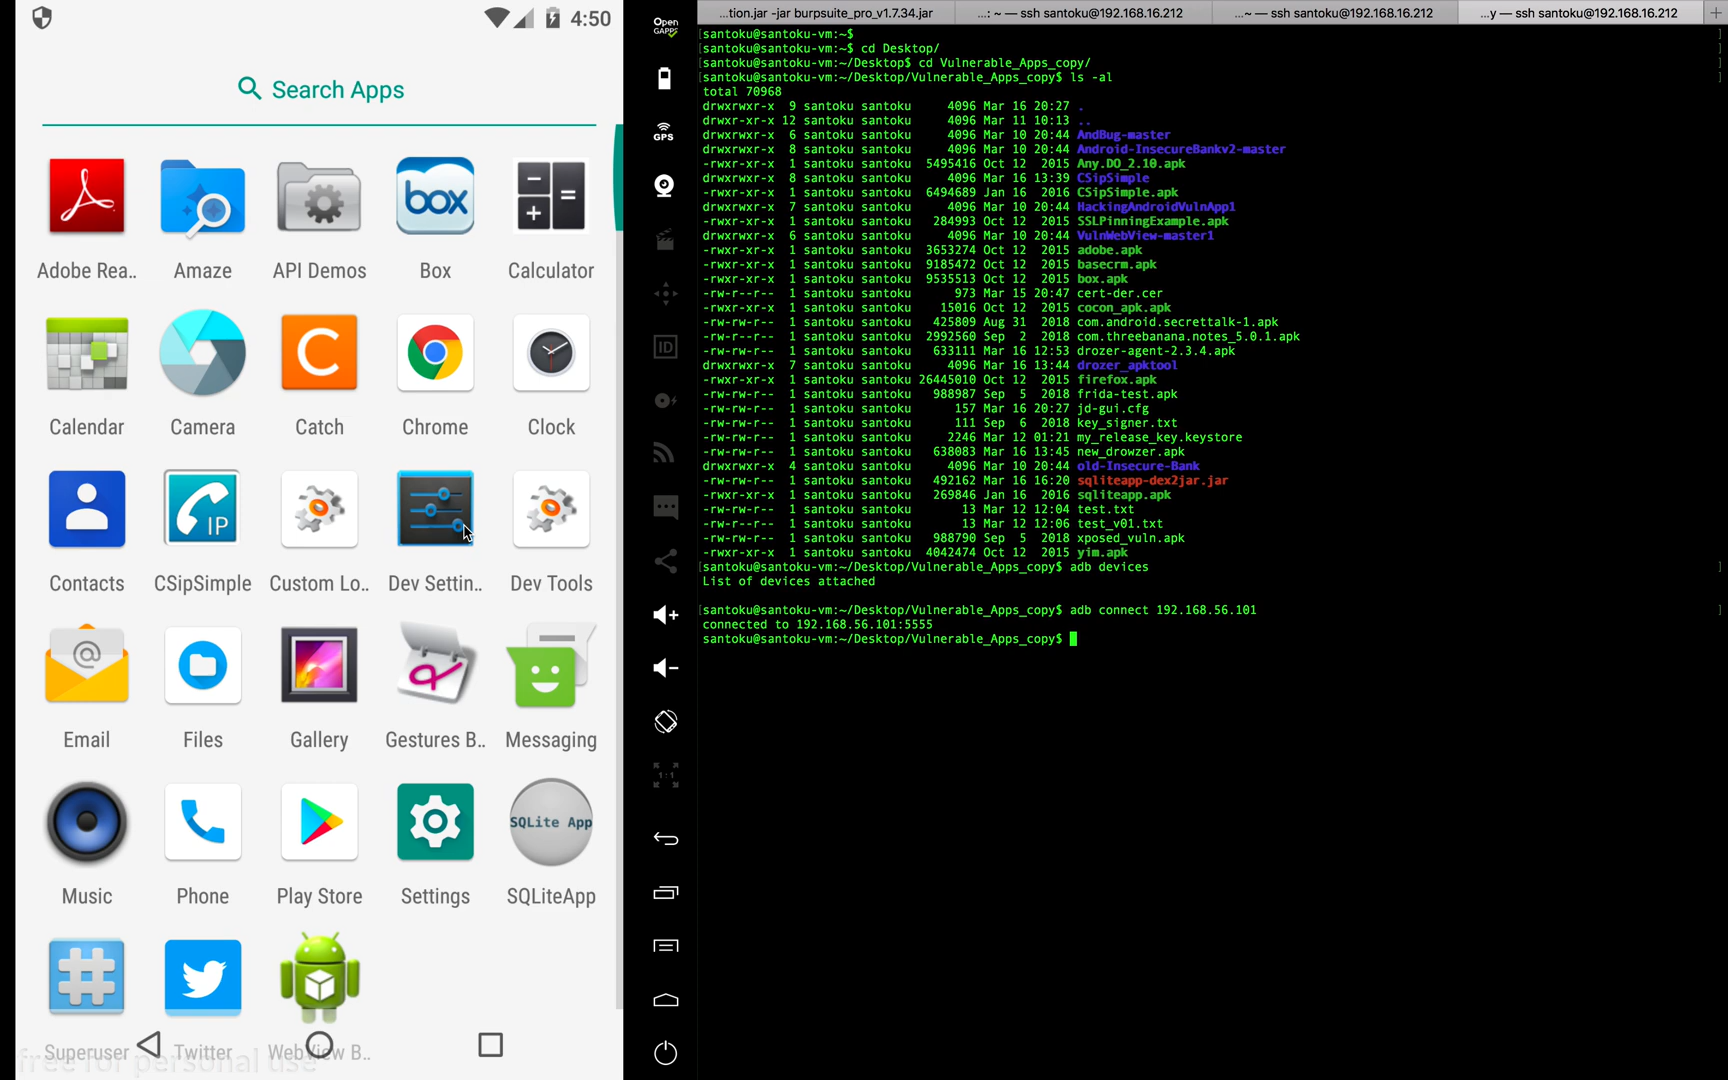 4:50
Search Apps
Adobe Rea..
Amaze
API Demos
box
Box
Calculator
Calendar
Camera
C
Catch
Chrome
Clock
Contacts
IP
CSipSimple
Custom Lo..
Dev Settin..
Dev Tools
@
Email
Files
Gallery
Gestures B..
Messaging
Music
Phone
Play Store
Settings
SQLite App
SQLiteApp
Superuser
Twitter
WebView B..
free for personal use
Open
GAPPS
GPS
ID
1:1
...tion.jar -jar burpsuite_pro_v1.7.34.jar
...: ~ — ssh santoku@192.168.16.212
...~ — ssh santoku@192.168.16.212
...y — ssh santoku@192.168.16.212
+
[santoku@santoku-vm:~$ ]
[santoku@santoku-vm:~$ cd Desktop/ ]
[santoku@santoku-vm:~/Desktop$ cd Vulnerable_Apps_copy/ ]
[santoku@santoku-vm:~/Desktop/Vulnerable_Apps_copy$ ls -al ]
total 70968
drwxrwxr-x 9 santoku santoku 4096 Mar 16 20:27 .
drwxr-xr-x 12 santoku santoku 4096 Mar 11 10:13 ..
drwxrwxr-x 6 santoku santoku 4096 Mar 10 20:44 AndBug-master
drwxrwxr-x 8 santoku santoku 4096 Mar 10 20:44 Android-InsecureBankv2-master
-rwxr-xr-x 1 santoku santoku 5495416 Oct 12 2015 Any.DO_2.10.apk
drwxrwxr-x 8 santoku santoku 4096 Mar 16 13:39 CSipSimple
-rwxrwxr-x 1 santoku santoku 6494689 Jan 16 2016 CSipSimple.apk
drwxrwxr-x 7 santoku santoku 4096 Mar 10 20:44 HackingAndroidVulnApp1
-rwxr-xr-x 1 santoku santoku 284993 Oct 12 2015 SSLPinningExample.apk
drwxrwxr-x 6 santoku santoku 4096 Mar 10 20:44 VulnWebView-master1
-rwxr-xr-x 1 santoku santoku 3653274 Oct 12 2015 adobe.apk
-rwxr-xr-x 1 santoku santoku 9185472 Oct 12 2015 basecrm.apk
-rwxr-xr-x 1 santoku santoku 9535513 Oct 12 2015 box.apk
-rw-r--r-- 1 santoku santoku 973 Mar 15 20:47 cert-der.cer
-rwxr-xr-x 1 santoku santoku 15016 Oct 12 2015 cocon_apk.apk
-rw-rw-r-- 1 santoku santoku 425809 Aug 31 2018 com.android.secrettalk-1.apk
-rw-rw-r-- 1 santoku santoku 2992560 Sep 2 2018 com.threebanana.notes_5.0.1.apk
-rw-rw-r-- 1 santoku santoku 633111 Mar 16 12:53 drozer-agent-2.3.4.apk
drwxrwxr-x 7 santoku santoku 4096 Mar 16 13:44 drozer_apktool
-rwxr-xr-x 1 santoku santoku 26445010 Oct 12 2015 firefox.apk
-rw-rw-r-- 1 santoku santoku 988987 Sep 5 2018 frida-test.apk
-rw-rw-r-- 1 santoku santoku 157 Mar 16 20:27 jd-gui.cfg
-rw-rw-r-- 1 santoku santoku 111 Sep 6 2018 key_signer.txt
-rw-rw-r-- 1 santoku santoku 2246 Mar 12 01:21 my_release_key.keystore
-rw-rw-r-- 1 santoku santoku 638083 Mar 16 13:45 new_drowzer.apk
drwxrwxr-x 4 santoku santoku 4096 Mar 10 20:44 old-Insecure-Bank
-rw-rw-r-- 1 santoku santoku 492162 Mar 16 16:20 sqliteapp-dex2jar.jar
-rwxrwxr-x 1 santoku santoku 269846 Jan 16 2016 sqliteapp.apk
-rw-rw-r-- 1 santoku santoku 13 Mar 12 12:04 test.txt
-rw-r--r-- 1 santoku santoku 13 Mar 12 12:06 test_v01.txt
-rw-rw-r-- 1 santoku santoku 988790 Sep 5 2018 xposed_vuln.apk
-rwxr-xr-x 1 santoku santoku 4042474 Oct 12 2015 yim.apk
[santoku@santoku-vm:~/Desktop/Vulnerable_Apps_copy$ adb devices ]
List of devices attached
[santoku@santoku-vm:~/Desktop/Vulnerable_Apps_copy$ adb connect 192.168.56.101 ]
connected to 192.168.56.101:5555
santoku@santoku-vm:~/Desktop/Vulnerable_Apps_copy$